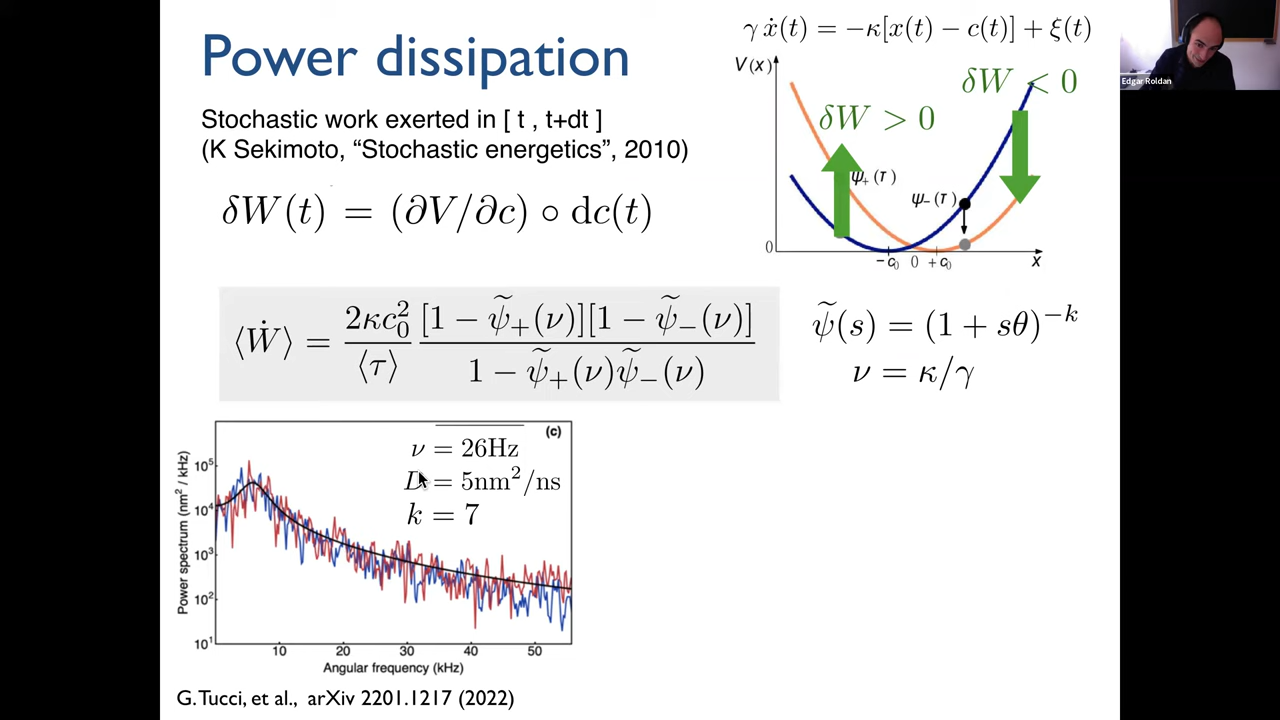 Power dissipation
γ ẋ(t) = −κ[x(t) − c(t)] + ξ(t)
Edgar Roldan
Stochastic work exerted in [ t , t+dt ]
(K Sekimoto, “Stochastic energetics”, 2010)
δW(t) = (∂V/∂c) ∘ dc(t)
V(x)
δW < 0
δW > 0
ψ₊(τ)
ψ₋(τ)
0
−c₀ 0 +c₀ x
⟨Ẇ⟩ = 2κc₀²/⟨τ⟩ [1 − ψ̃₊(ν)][1 − ψ̃₋(ν)] / 1 − ψ̃₊(ν)ψ̃₋(ν)
ψ̃(s) = (1 + sθ)^−k
ν = κ/γ
(c)
ν = 26Hz
= 5nm²/ns
k = 7
Power spectrum (nm² / kHz)
10⁵
10⁴
10³
10²
10¹
10 20 30 40 50
Angular frequency (kHz)
G. Tucci, et al., arXiv 2201.1217 (2022)